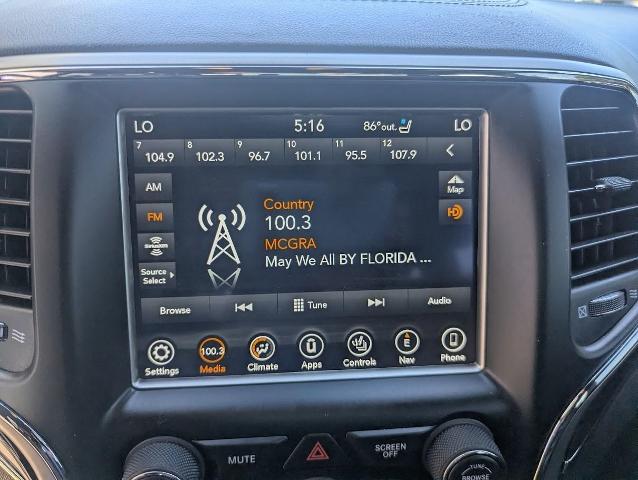 LO 5:16 86°out. LO
7 104.9 8 102.3 9 96.7 10 101.1 11 95.5 12 107.9
AM
FM
SiriusXM
Source
Select
Country
100.3
MCGRA
May We All BY FLORIDA ...
Map
HD
Browse Tune Audio
100.3 E
Settings Media Climate Apps Controls Nav Phone
MUTE
SCREEN
OFF
TUNE
BROWSE